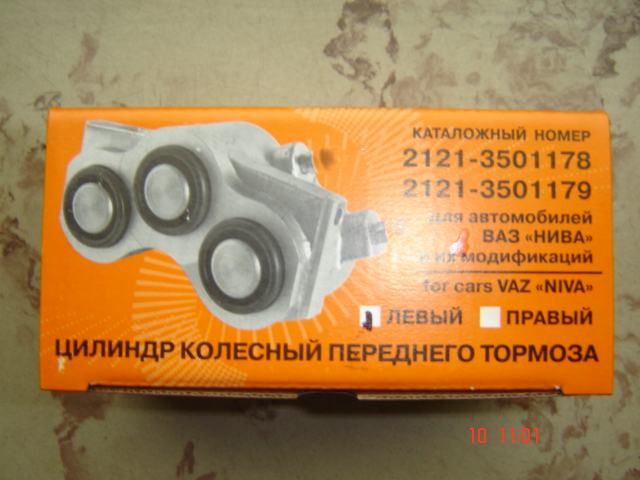 КАТАЛОЖНЫЙ НОМЕР
2121-3501178
2121-3501179
для автомобилей
ВАЗ «НИВА»
и их модификаций
for cars VAZ «NIVA»
ЛЕВЫЙ ПРАВЫЙ
ЦИЛИНДР КОЛЕСНЫЙ ПЕРЕДНЕГО ТОРМОЗА
10 11:01